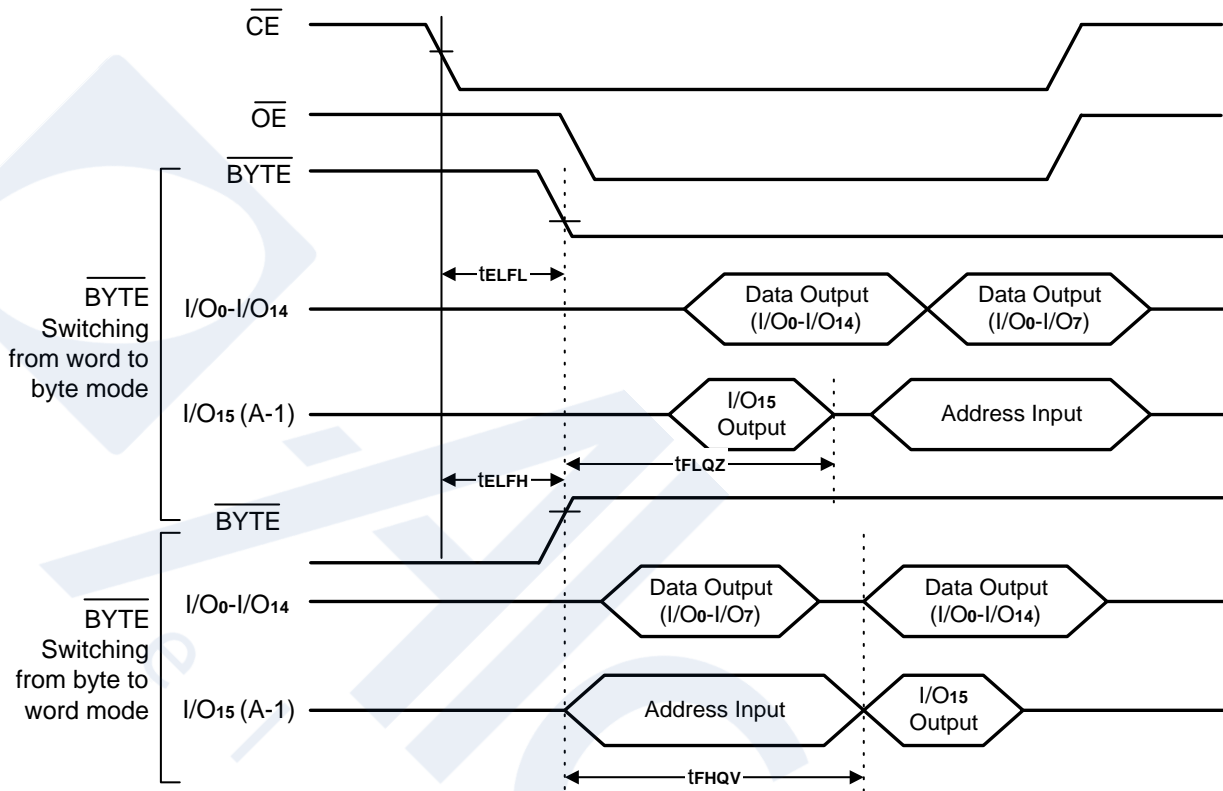 CE
OE
BYTE
tELFL
BYTE
Switching
from word to
byte mode
I/O0-I/O14
Data Output
(I/O0-I/O14)
Data Output
(I/O0-I/O7)
I/O15 (A-1)
I/O15
Output
Address Input
tELFH
tFLQZ
BYTE
BYTE
Switching
from byte to
word mode
I/O0-I/O14
Data Output
(I/O0-I/O7)
Data Output
(I/O0-I/O14)
I/O15 (A-1)
Address Input
I/O15
Output
tFHQV